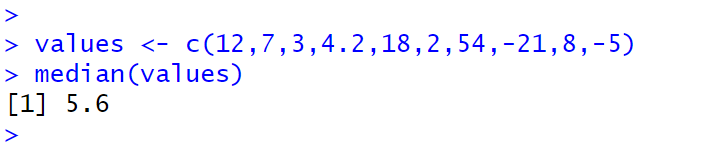 >
> values <- c(12,7,3,4.2,18,2,54,-21,8,-5)
> median(values)
[1] 5.6
>